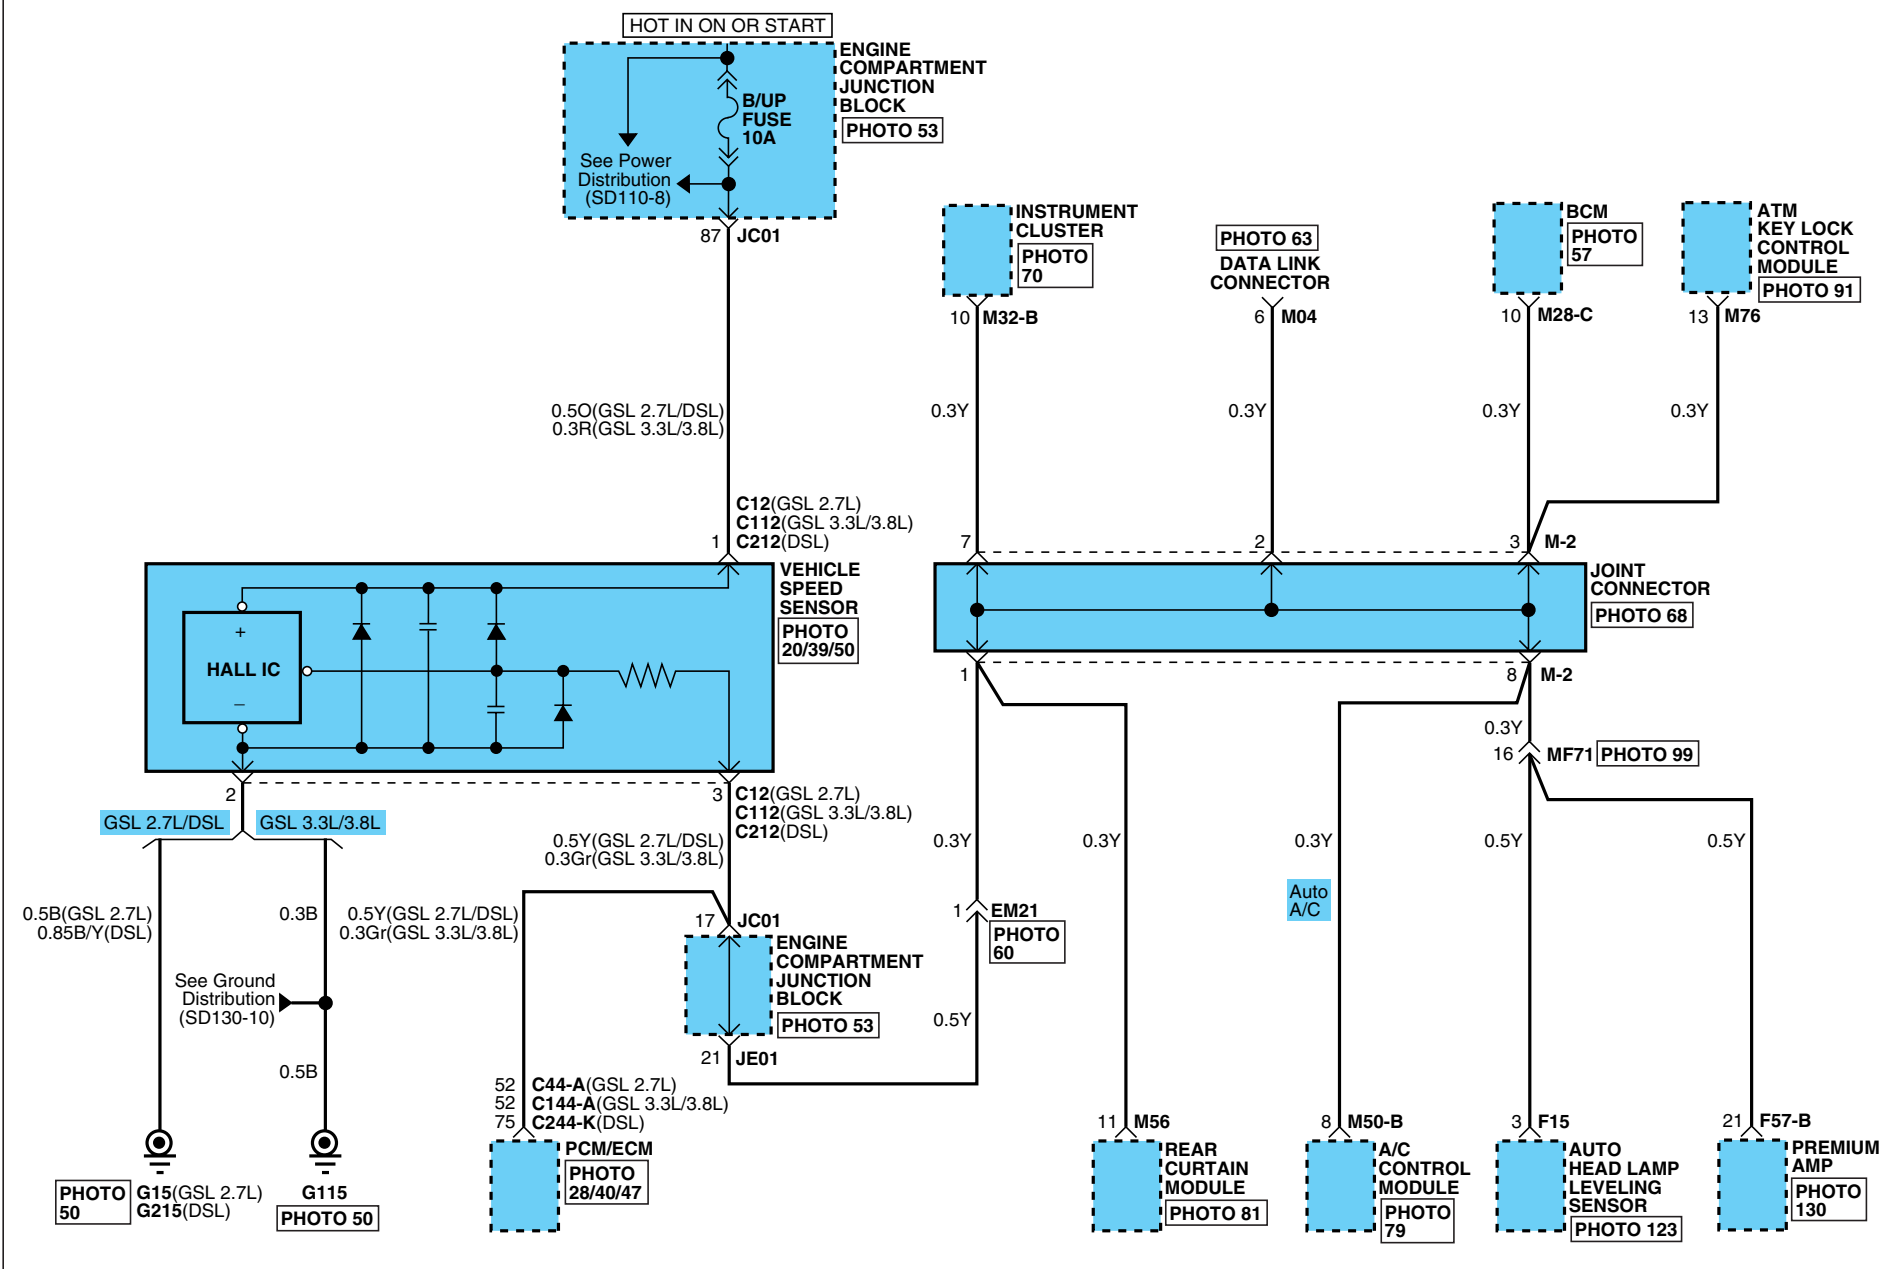 HOT IN ON OR START
ENGINE
COMPARTMENT
JUNCTION
BLOCK
PHOTO 53
B/UP
FUSE
10A
See Power
Distribution
(SD110-8)
87 JC01
INSTRUMENT
CLUSTER
PHOTO
70
10 M32-B
PHOTO 63
DATA LINK
CONNECTOR
6 M04
BCM
PHOTO
57
10 M28-C
ATM
KEY LOCK
CONTROL
MODULE
PHOTO 91
13 M76
0.5O(GSL 2.7L/DSL)
0.3R(GSL 3.3L/3.8L)
0.3Y
0.3Y
0.3Y
0.3Y
C12(GSL 2.7L)
C112(GSL 3.3L/3.8L)
1 C212(DSL)
7
2
3 M-2
VEHICLE
SPEED
SENSOR
PHOTO
20/39/50
+
HALL IC
–
JOINT
CONNECTOR
PHOTO 68
1
8 M-2
0.3Y
16 MF71 PHOTO 99
2
3 C12(GSL 2.7L)
C112(GSL 3.3L/3.8L)
C212(DSL)
GSL 2.7L/DSL
GSL 3.3L/3.8L
0.5Y(GSL 2.7L/DSL)
0.3Gr(GSL 3.3L/3.8L)
0.3Y
0.3Y
0.3Y
0.5Y
0.5Y
Auto
A/C
0.5B(GSL 2.7L)
0.85B/Y(DSL)
0.3B
0.5Y(GSL 2.7L/DSL)
0.3Gr(GSL 3.3L/3.8L)
17 JC01
1 EM21
PHOTO
60
ENGINE
COMPARTMENT
JUNCTION
BLOCK
PHOTO 53
See Ground
Distribution
(SD130-10)
0.5Y
21 JE01
0.5B
52 C44-A(GSL 2.7L)
52 C144-A(GSL 3.3L/3.8L)
75 C244-K(DSL)
PCM/ECM
PHOTO
28/40/47
11 M56
REAR
CURTAIN
MODULE
PHOTO 81
8 M50-B
A/C
CONTROL
MODULE
PHOTO
79
3 F15
AUTO
HEAD LAMP
LEVELING
SENSOR
PHOTO 123
21 F57-B
PREMIUM
AMP
PHOTO
130
PHOTO
50
G15(GSL 2.7L)
G215(DSL)
G115
PHOTO 50